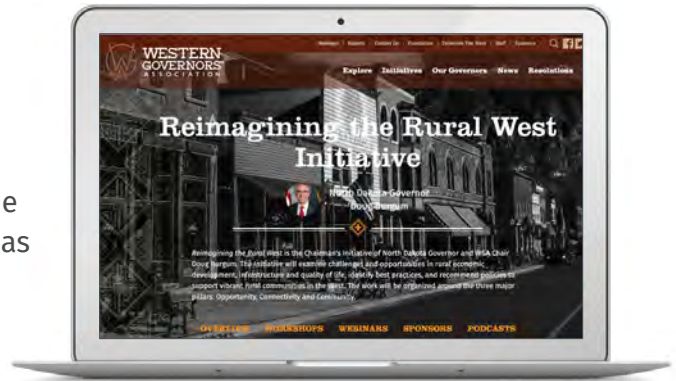 WESTERN
GOVERNORS'
ASSOCIATION
Explore Initiatives Our Governors News Resolutions
Reimagining the Rural West
Initiative
North Dakota Governor
Doug Burgum
Reimagining the Rural West is the Chairman's Initiative of North Dakota Governor and WGA Chair
Doug Burgum. The initiative will examine challenges and opportunities in rural economic
development, infrastructure and quality of life, identify best practices, and recommend policies to
support vibrant rural communities in the West. The work will be organized around the three major
pillars: Opportunity, Connectivity and Community.
OVERVIEW WORKSHOPS WEBINARS SPONSORS PODCASTS
e
as